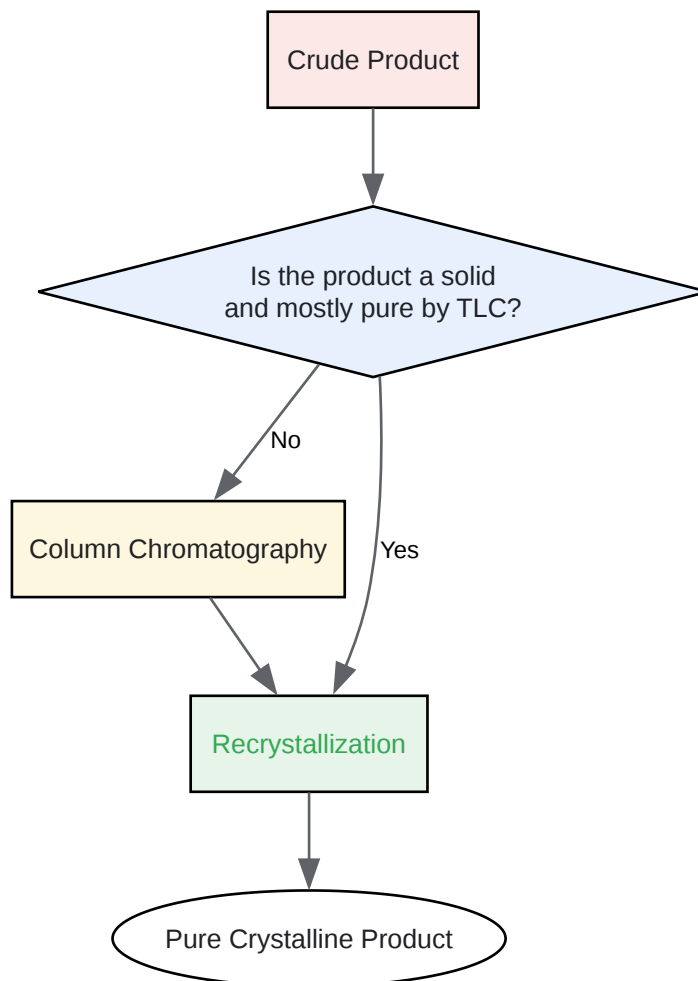 Crude Product
Is the product a solid
and mostly pure by TLC?
No
Column Chromatography
Yes
Recrystallization
Pure Crystalline Product